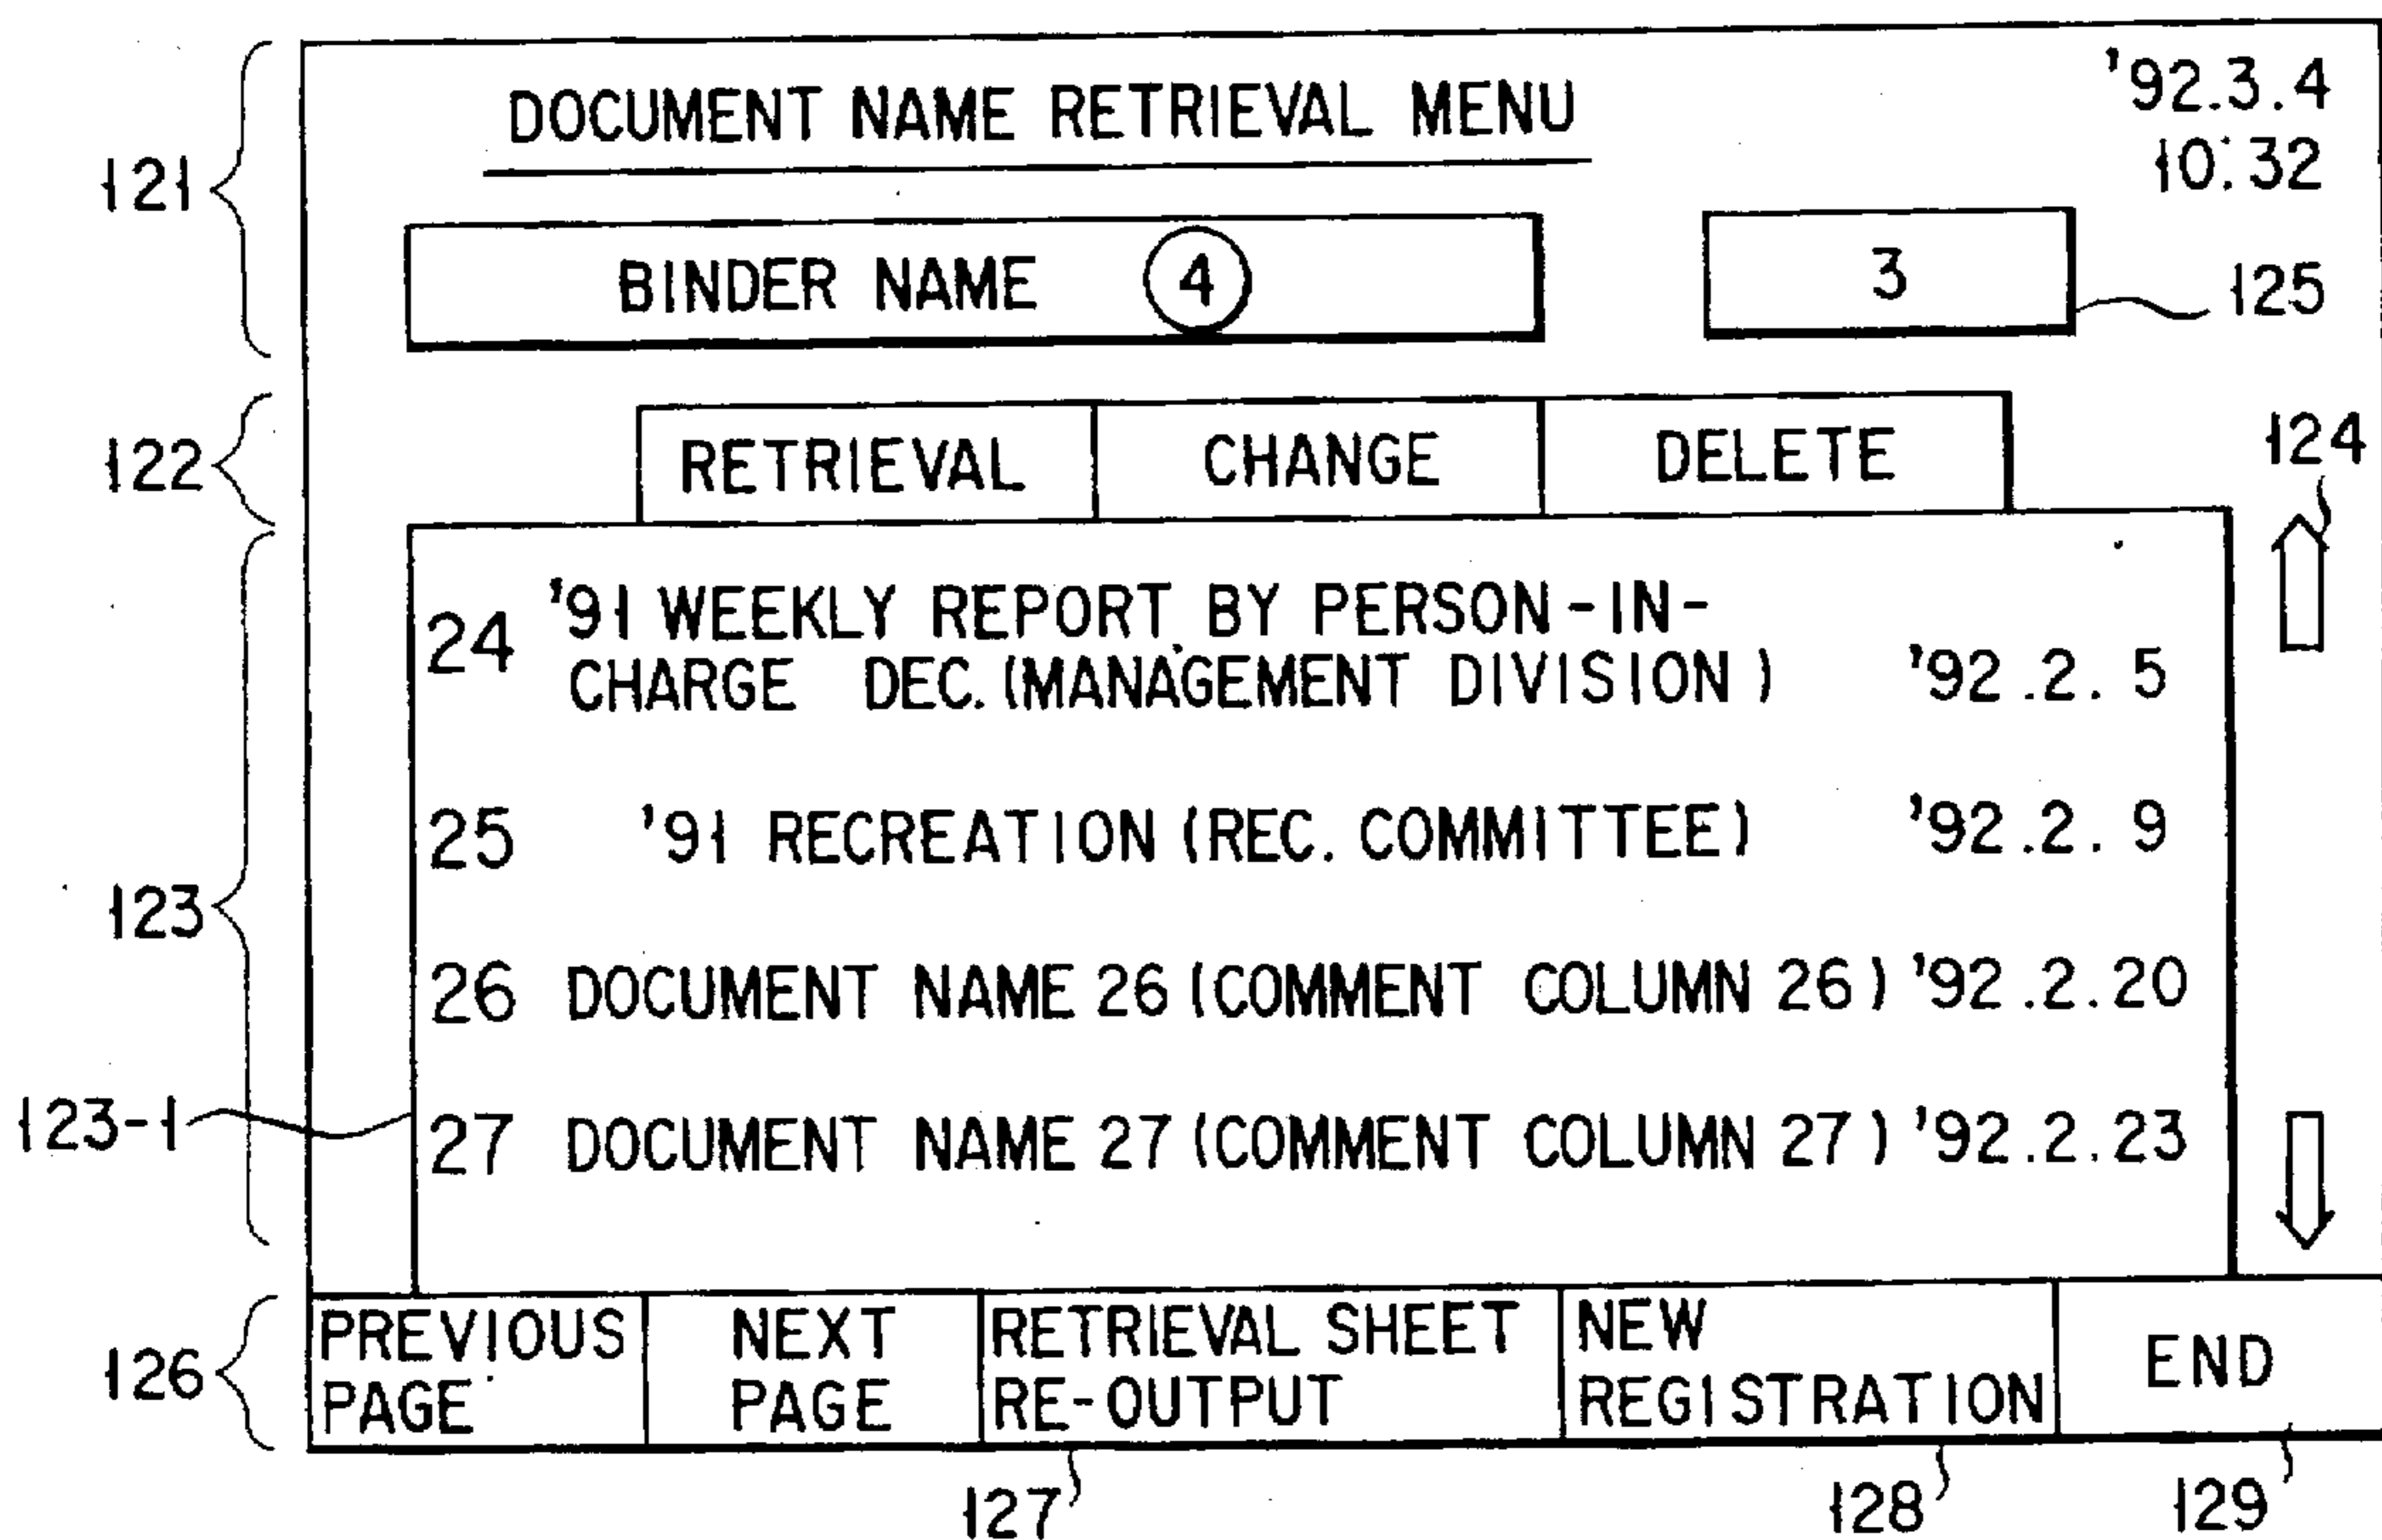 DOCUMENT NAME RETRIEVAL MENU
'92.3.4
10:32
121
BINDER NAME ④
3
125
122
RETRIEVAL
CHANGE
DELETE
124
24 '91 WEEKLY REPORT BY PERSON-IN-
CHARGE DEC. (MANAGEMENT DIVISION) '92.2.5
25 '91 RECREATION (REC. COMMITTEE) '92.2.9
123
26 DOCUMENT NAME 26 (COMMENT COLUMN 26) '92.2.20
123-1
27 DOCUMENT NAME 27 (COMMENT COLUMN 27) '92.2.23
126
PREVIOUS
PAGE
NEXT
PAGE
RETRIEVAL SHEET
RE-OUTPUT
NEW
REGISTRATION
END
127
128
129